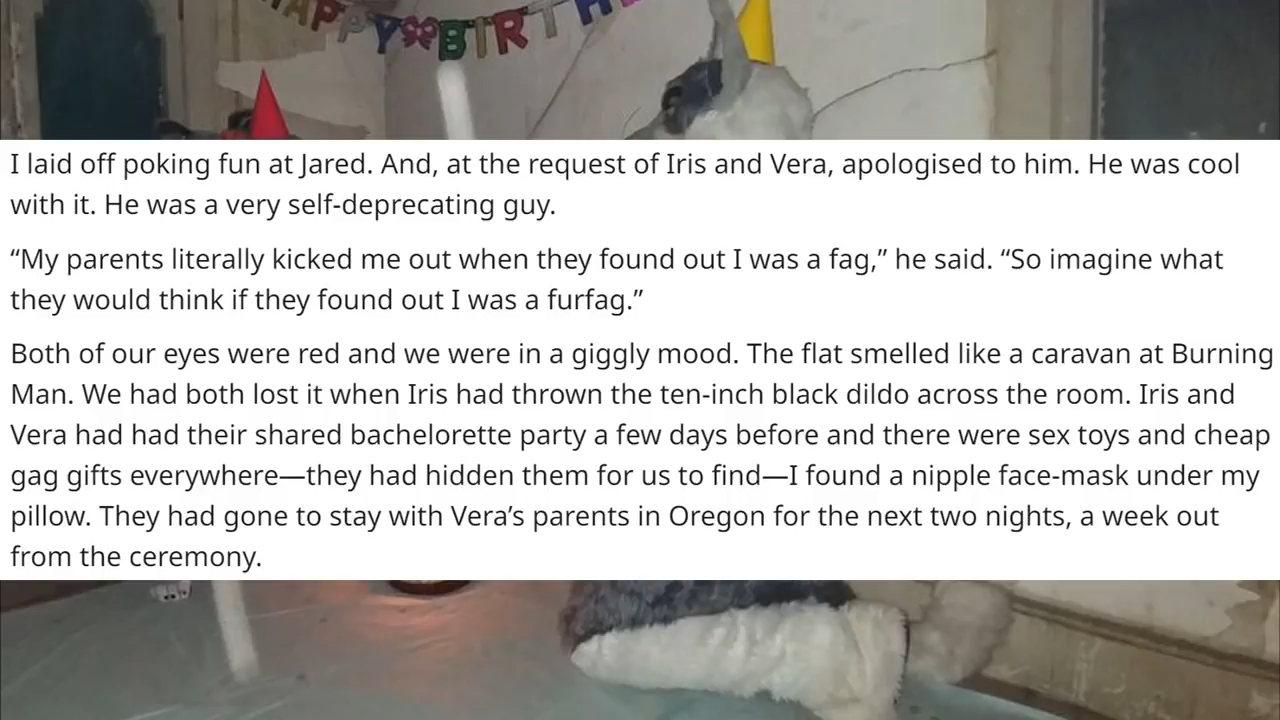 HAPPY BIRTH
I laid off poking fun at Jared. And, at the request of Iris and Vera, apologised to him. He was cool
with it. He was a very self-deprecating guy.
“My parents literally kicked me out when they found out I was a fag,” he said. “So imagine what
they would think if they found out I was a furfag.”
Both of our eyes were red and we were in a giggly mood. The flat smelled like a caravan at Burning
Man. We had both lost it when Iris had thrown the ten-inch black dildo across the room. Iris and
Vera had had their shared bachelorette party a few days before and there were sex toys and cheap
gag gifts everywhere—they had hidden them for us to find—I found a nipple face-mask under my
pillow. They had gone to stay with Vera’s parents in Oregon for the next two nights, a week out
from the ceremony.